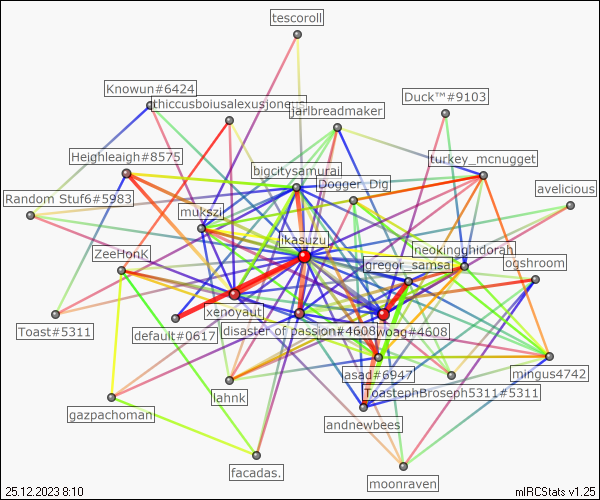 tescoroll
Knowun#6424
Duck™#9103
thiccusboiusalexusjone
jarlbreadmaker
Heighleaigh#8575
turkey_mcnugget
bigcitysamurai
Dogger_Dig
avelicious
Random Stuf6#5983
mukszil
ikasuzu
neokingghidorah
ZeeHonK
gregor_samsa
ogshroom
xenoyaut
Toast#5311
default#0617
disaster of passion#4608
woag#4608
asad#6947
mingus4742
lahnk
ToastephBroseph5311#5311
gazpachoman
andnewbees
facadas.
moonraven
25.12.2023 8:10
mIRCStats v1.25